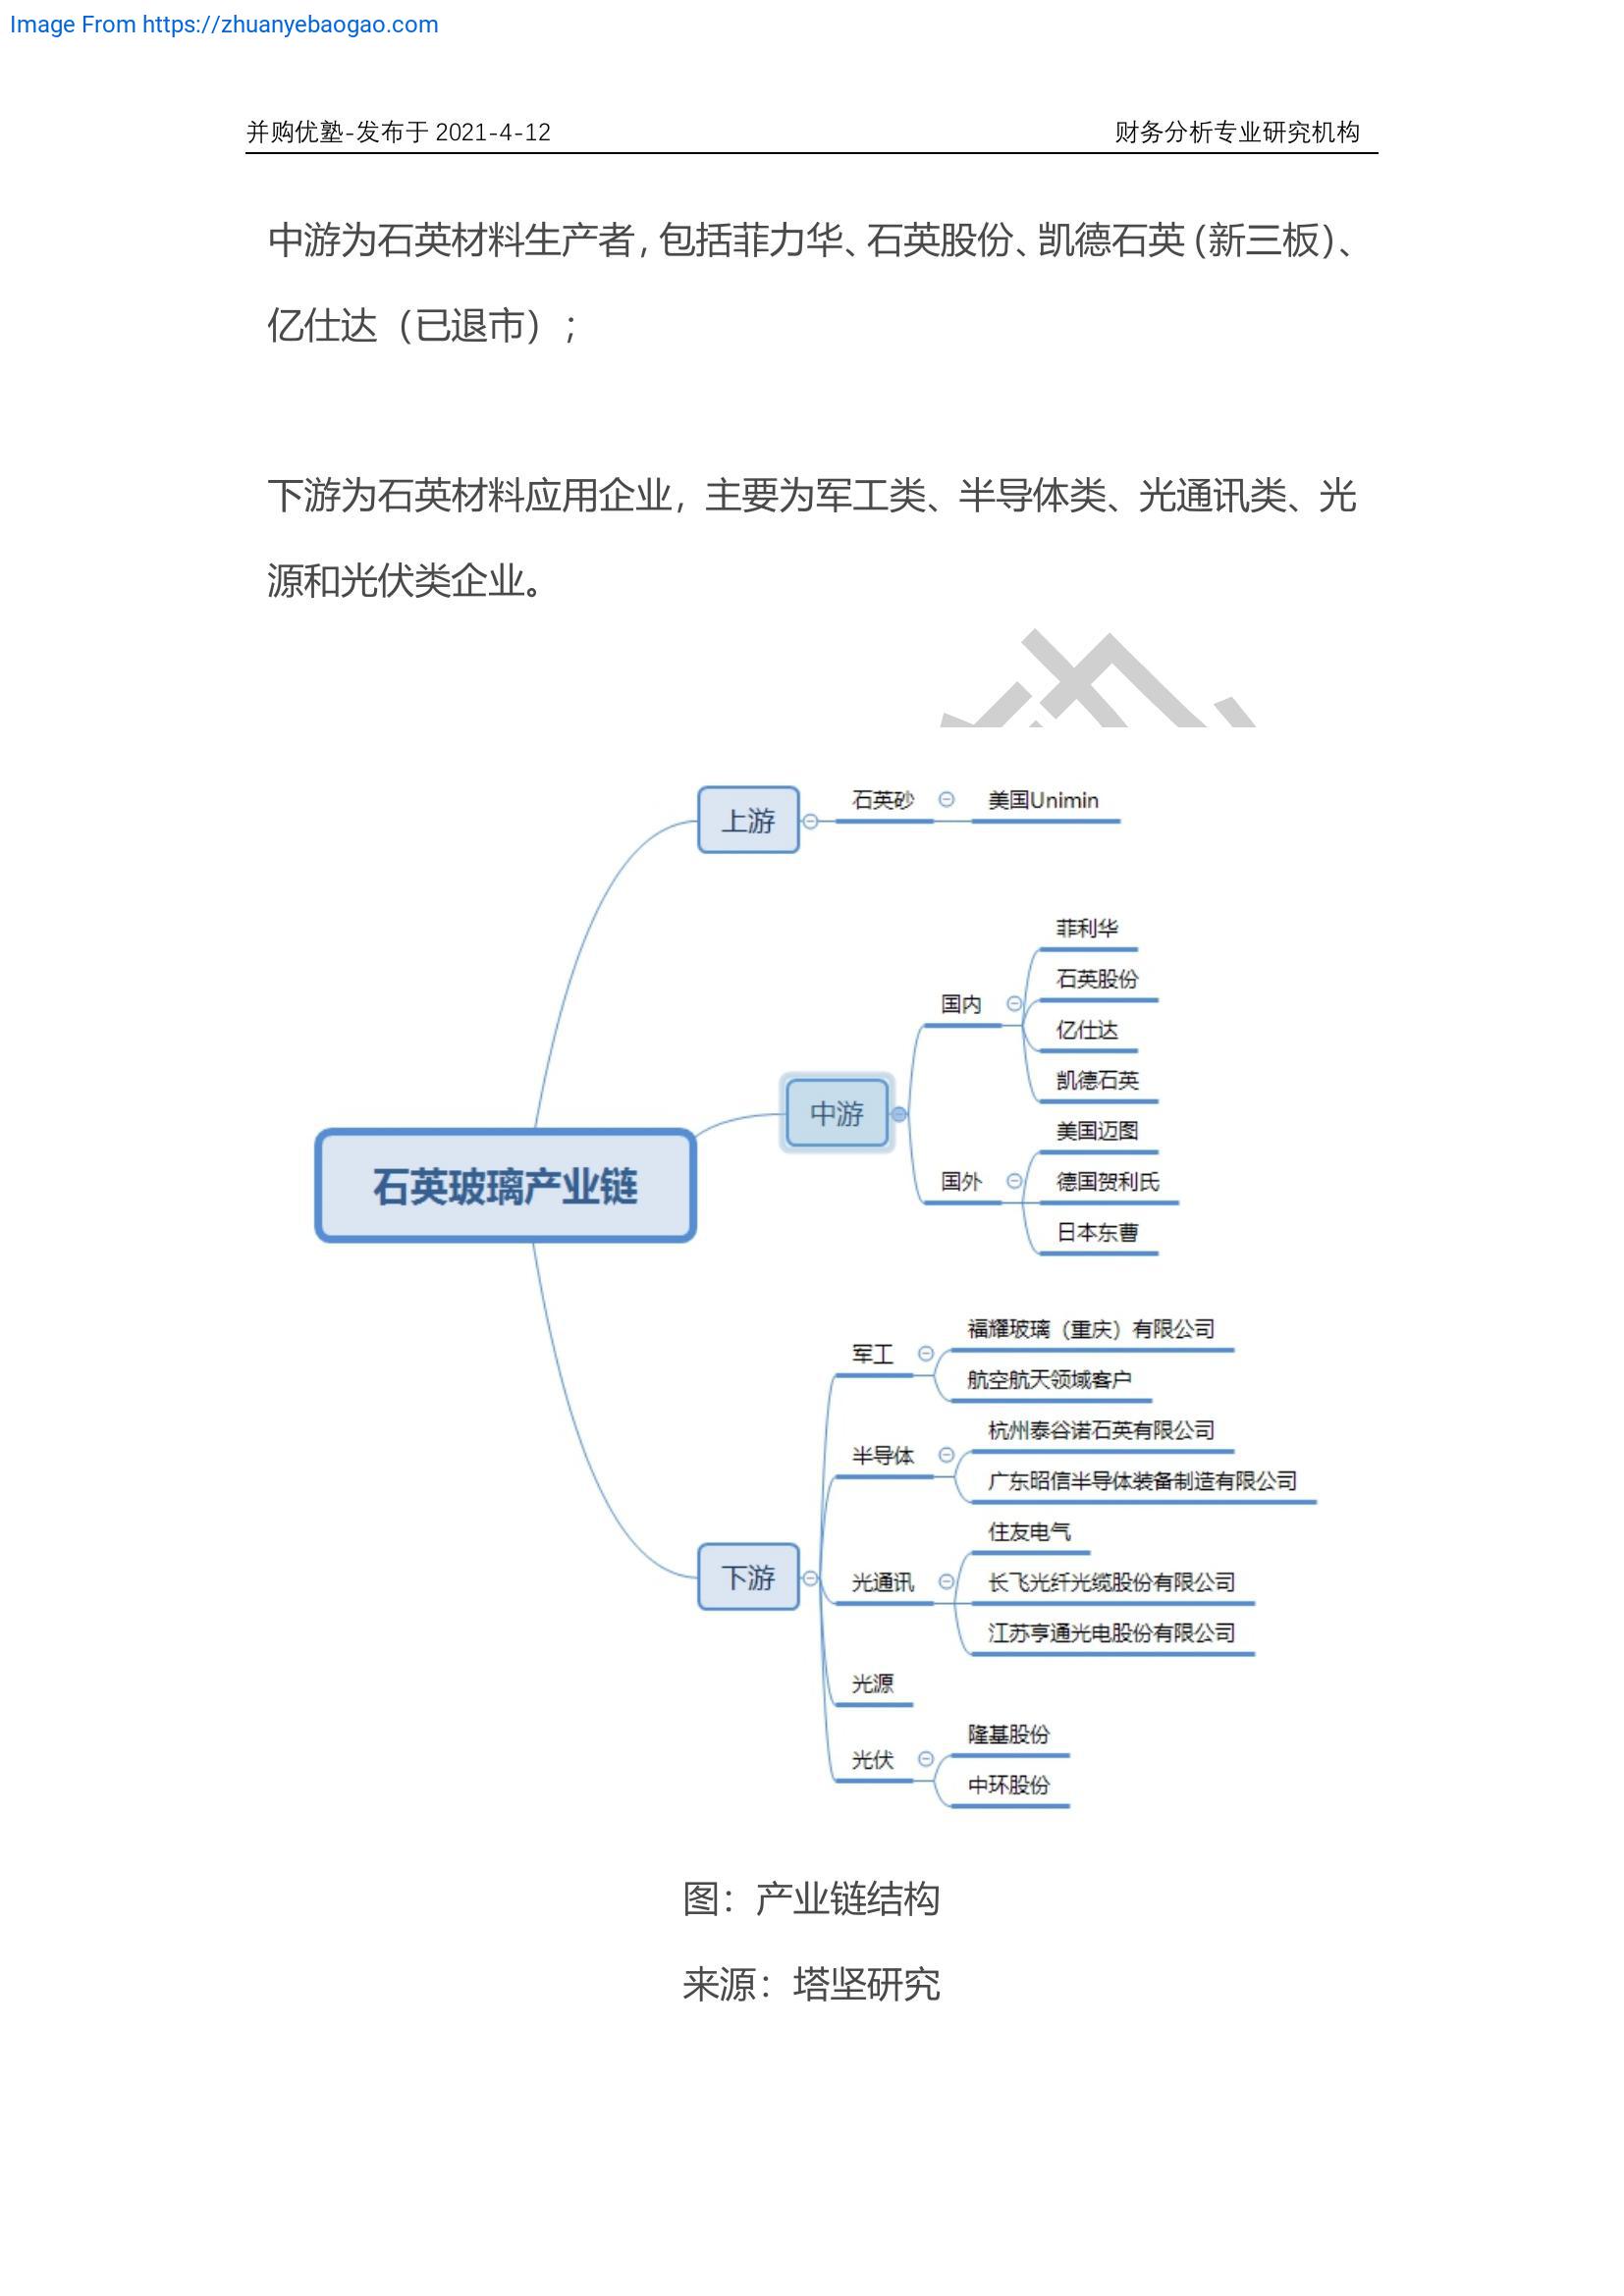 Image From https://zhuanyebaogao.com
并购优塾-发布于 2021-4-12 财务分析专业研究机构
中游为石英材料生产者，包括菲力华、石英股份、凯德石英（新三板）、
亿仕达（已退市）；
下游为石英材料应用企业，主要为军工类、半导体类、光通讯类、光
源和光伏类企业。
石英玻璃产业链
上游
石英砂
美国Unimin
中游
国内
菲利华
石英股份
亿仕达
凯德石英
国外
美国迈图
德国贺利氏
日本东曹
下游
军工
福耀玻璃（重庆）有限公司
航空航天领域客户
半导体
杭州泰谷诺石英有限公司
广东昭信半导体装备制造有限公司
光通讯
住友电气
长飞光纤光缆股份有限公司
江苏亨通光电股份有限公司
光源
光伏
隆基股份
中环股份
图：产业链结构
来源：塔坚研究